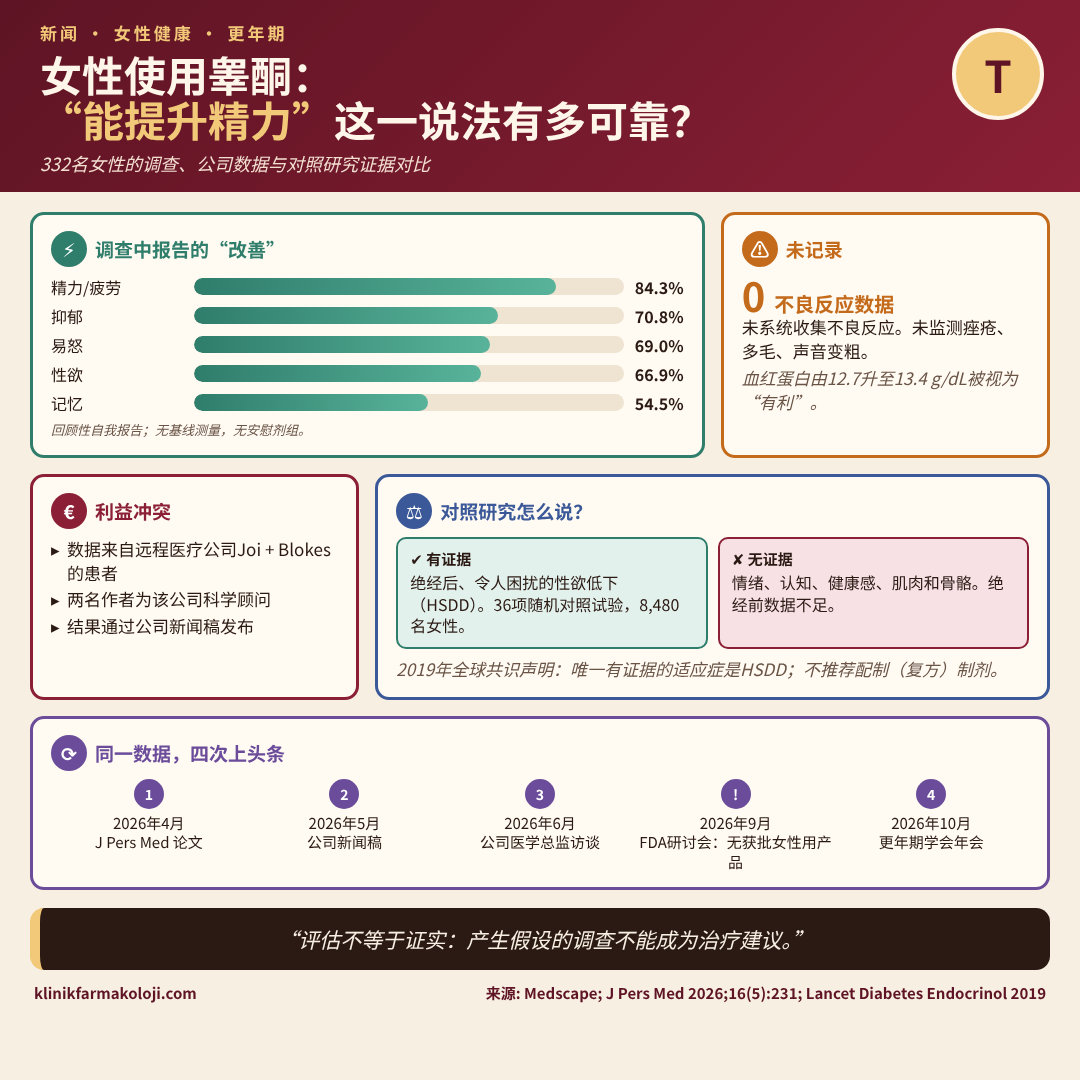 新闻 • 女性健康 • 更年期
女性使用睾酮：
“能提升精力”这一说法有多可靠？
332名女性的调查、公司数据与对照研究证据对比
T
⚡ 调查中报告的“改善”
精力/疲劳 84.3%
抑郁 70.8%
易怒 69.0%
性欲 66.9%
记忆 54.5%
回顾性自我报告；无基线测量，无安慰剂组。
⚠ 未记录
0 不良反应数据
未系统收集不良反应。未监测痤疮、
多毛、声音变粗。
血红蛋白由12.7升至13.4 g/dL被视为
“有利”。
€ 利益冲突
▸ 数据来自远程医疗公司Joi + Blokes
的患者
▸ 两名作者为该公司科学顾问
▸ 结果通过公司新闻稿发布
⚖ 对照研究怎么说？
✔ 有证据
绝经后、令人困扰的性欲低下
（HSDD）。36项随机对照试验，8,480
名女性。
✘ 无证据
情绪、认知、健康感、肌肉和骨骼。绝
经前数据不足。
2019年全球共识声明：唯一有证据的适应症是HSDD；不推荐配制（复方）制剂。
⟳ 同一数据，四次上头条
1
2026年4月
J Pers Med 论文
2
2026年5月
公司新闻稿
3
2026年6月
公司医学总监访谈
!
2026年9月
FDA研讨会：无获批女性用产
品
4
2026年10月
更年期学会年会
“评估不等于证实：产生假设的调查不能成为治疗建议。”
klinikfarmakoloji.com
来源: Medscape; J Pers Med 2026;16(5):231; Lancet Diabetes Endocrinol 2019